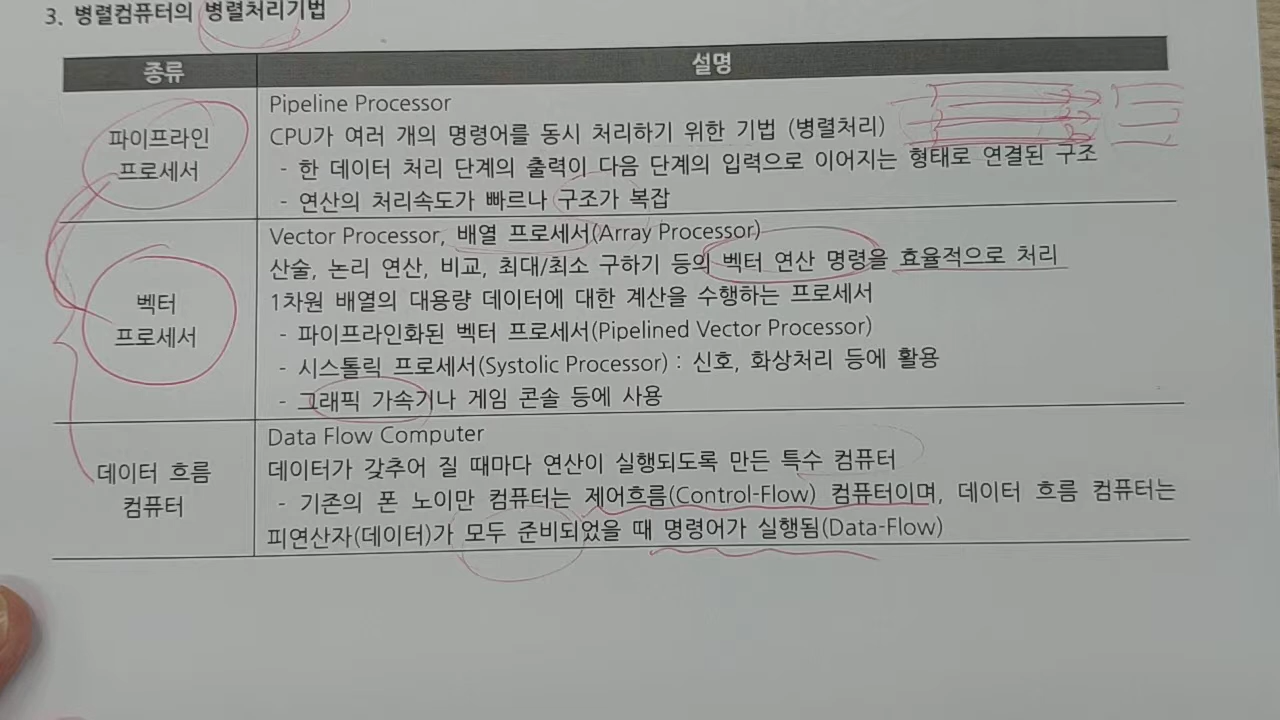 3. 병렬컴퓨터의 병렬처리기법
종류
설명
파이프라인
프로세서
Pipeline Processor
CPU가 여러 개의 명령어를 동시 처리하기 위한 기법 (병렬처리)
- 한 데이터 처리 단계의 출력이 다음 단계의 입력으로 이어지는 형태로 연결된 구조
- 연산의 처리속도가 빠르나 구조가 복잡
벡터
프로세서
Vector Processor, 배열 프로세서(Array Processor)
산술, 논리 연산, 비교, 최대/최소 구하기 등의 벡터 연산 명령을 효율적으로 처리
1차원 배열의 대용량 데이터에 대한 계산을 수행하는 프로세서
- 파이프라인화된 벡터 프로세서(Pipelined Vector Processor)
- 시스톨릭 프로세서(Systolic Processor) : 신호, 화상처리 등에 활용
- 그래픽 가속기나 게임 콘솔 등에 사용
데이터 흐름
컴퓨터
Data Flow Computer
데이터가 갖추어 질 때마다 연산이 실행되도록 만든 특수 컴퓨터
- 기존의 폰 노이만 컴퓨터는 제어흐름(Control-Flow) 컴퓨터이며, 데이터 흐름 컴퓨터는
피연산자(데이터)가 모두 준비되었을 때 명령어가 실행됨(Data-Flow)